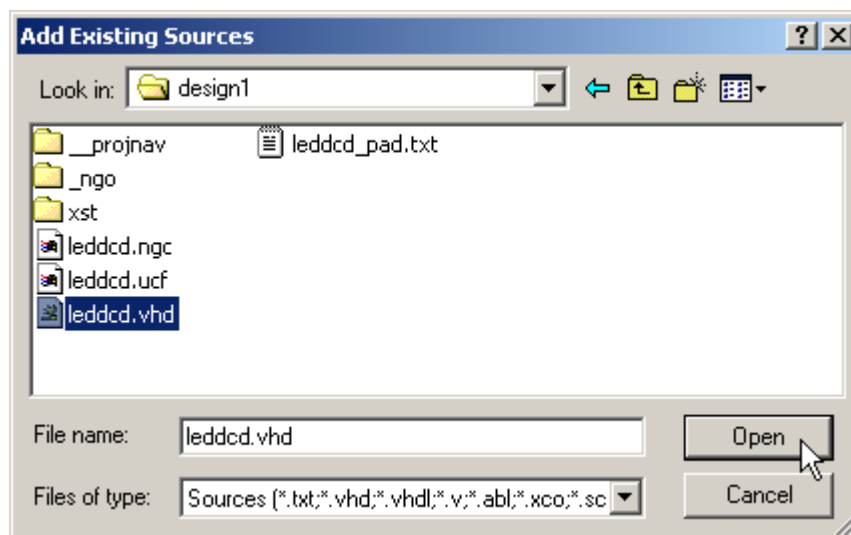 Add Existing Sources
Look in: design1
__projnav
_ngo
xst
leddcd.ngc
leddcd.ucf
leddcd.vhd
leddcd_pad.txt
File name: leddcd.vhd Open
Files of type: Sources (*.txt;*.vhd;*.vhdl;*.v;*.abl;*.xco;*.sc Cancel